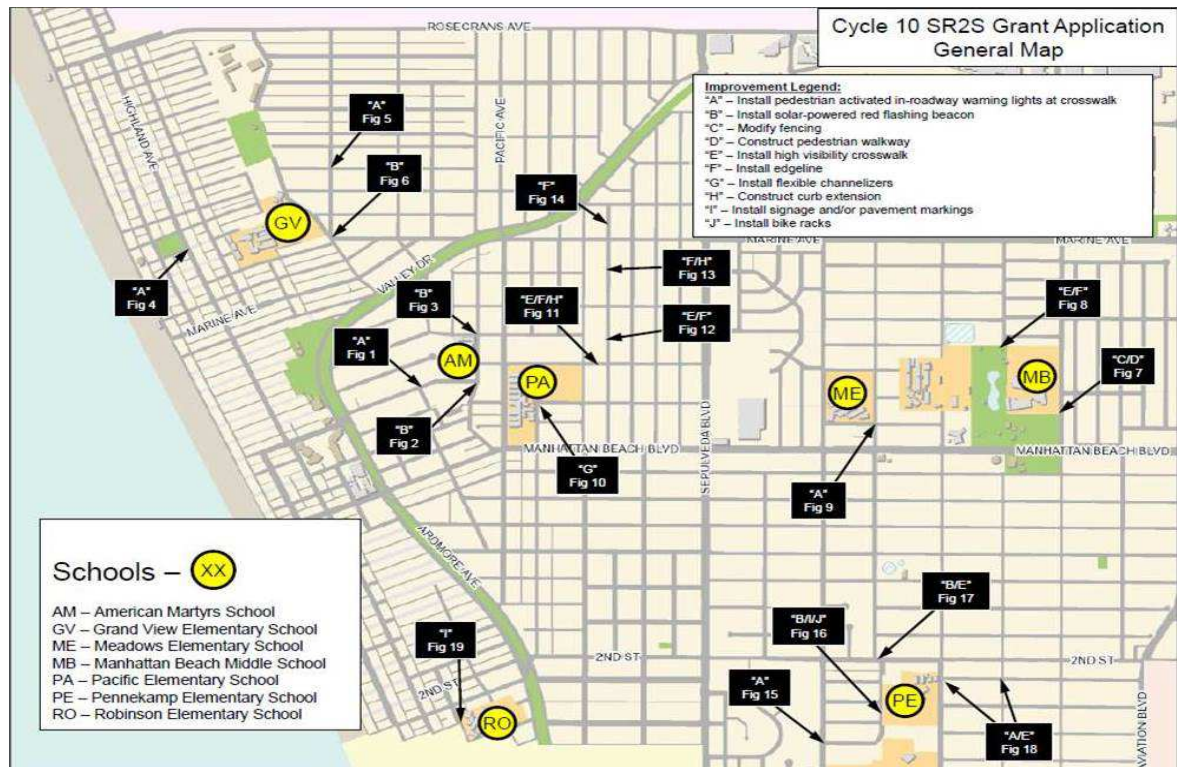 Cycle 10 SR2S Grant Application
General Map
Improvement Legend:
"A" – Install pedestrian activated in-roadway warning lights at crosswalk
"B" – Install solar-powered red flashing beacon
"C" – Modify fencing
"D" – Construct pedestrian walkway
"E" – Install high visibility crosswalk
"F" – Install edgeline
"G" – Install flexible channelizers
"H" – Construct curb extension
"I" – Install signage and/or pavement markings
"J" – Install bike racks
ROSECRANS AVE
HIGHLAND AVE
PACIFIC AVE
"A"
Fig 5
"B"
Fig 6
"F"
Fig 14
GV
MARINE AVE
MARINE AVE
VALLEY DR
"A"
Fig 4
MARINE AVE
"B"
Fig 3
"E/F/H"
Fig 11
"F/H"
Fig 13
"E/F"
Fig 12
"E/F"
Fig 8
"A"
Fig 1
AM
PA
ME
MB
"C/D"
Fig 7
"B"
Fig 2
"G"
Fig 10
MANHATTAN BEACH BLVD
SEPULVEDA BLVD
MANHATTAN BEACH BLVD
"A"
Fig 9
ARDMORE AVE
Schools – XX
AM – American Martyrs School
GV – Grand View Elementary School
ME – Meadows Elementary School
MB – Manhattan Beach Middle School
PA – Pacific Elementary School
PE – Pennekamp Elementary School
RO – Robinson Elementary School
"I"
Fig 19
2ND ST
RO
2ND ST
"B/I/J"
Fig 16
"B/E"
Fig 17
2ND ST
"A"
Fig 15
PE
"A/E"
Fig 18
AVIATION BLVD